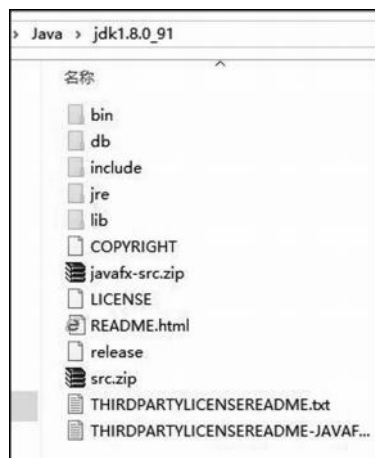 › Java › jdk1.8.0_91
名称
bin
db
include
jre
lib
COPYRIGHT
javafx-src.zip
LICENSE
README.html
release
src.zip
THIRDPARTYLICENSEREADME.txt
THIRDPARTYLICENSEREADME-JAVAF...